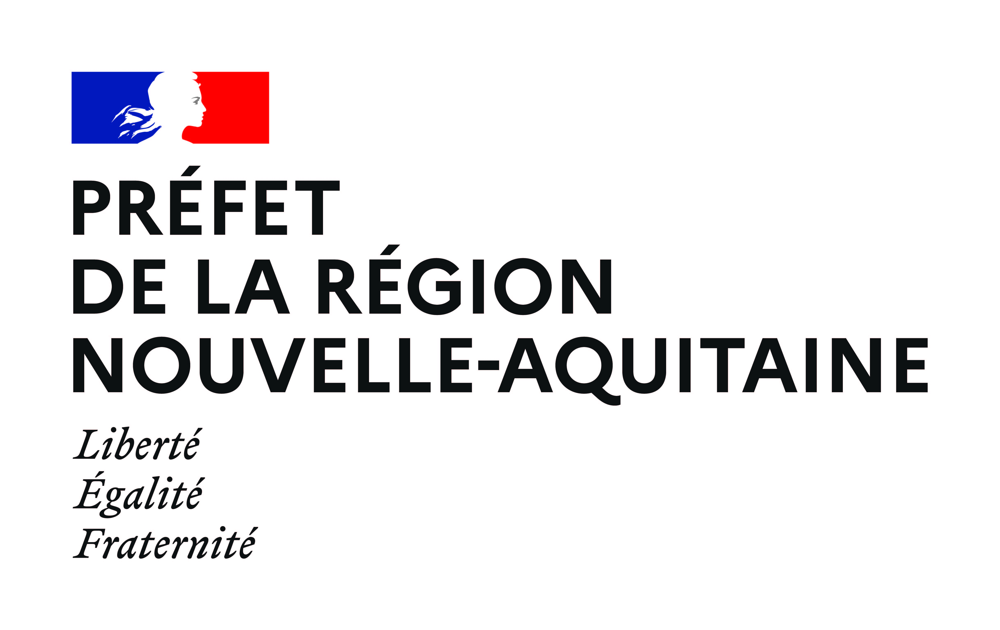 PRÉFET
DE LA RÉGION
NOUVELLE-AQUITAINE
Liberté
Égalité
Fraternité